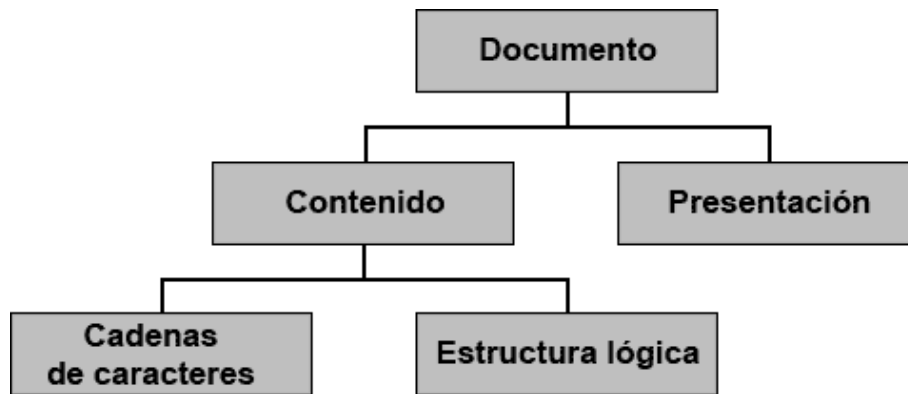 Documento
Contenido
Presentación
Cadenas
de caracteres
Estructura lógica